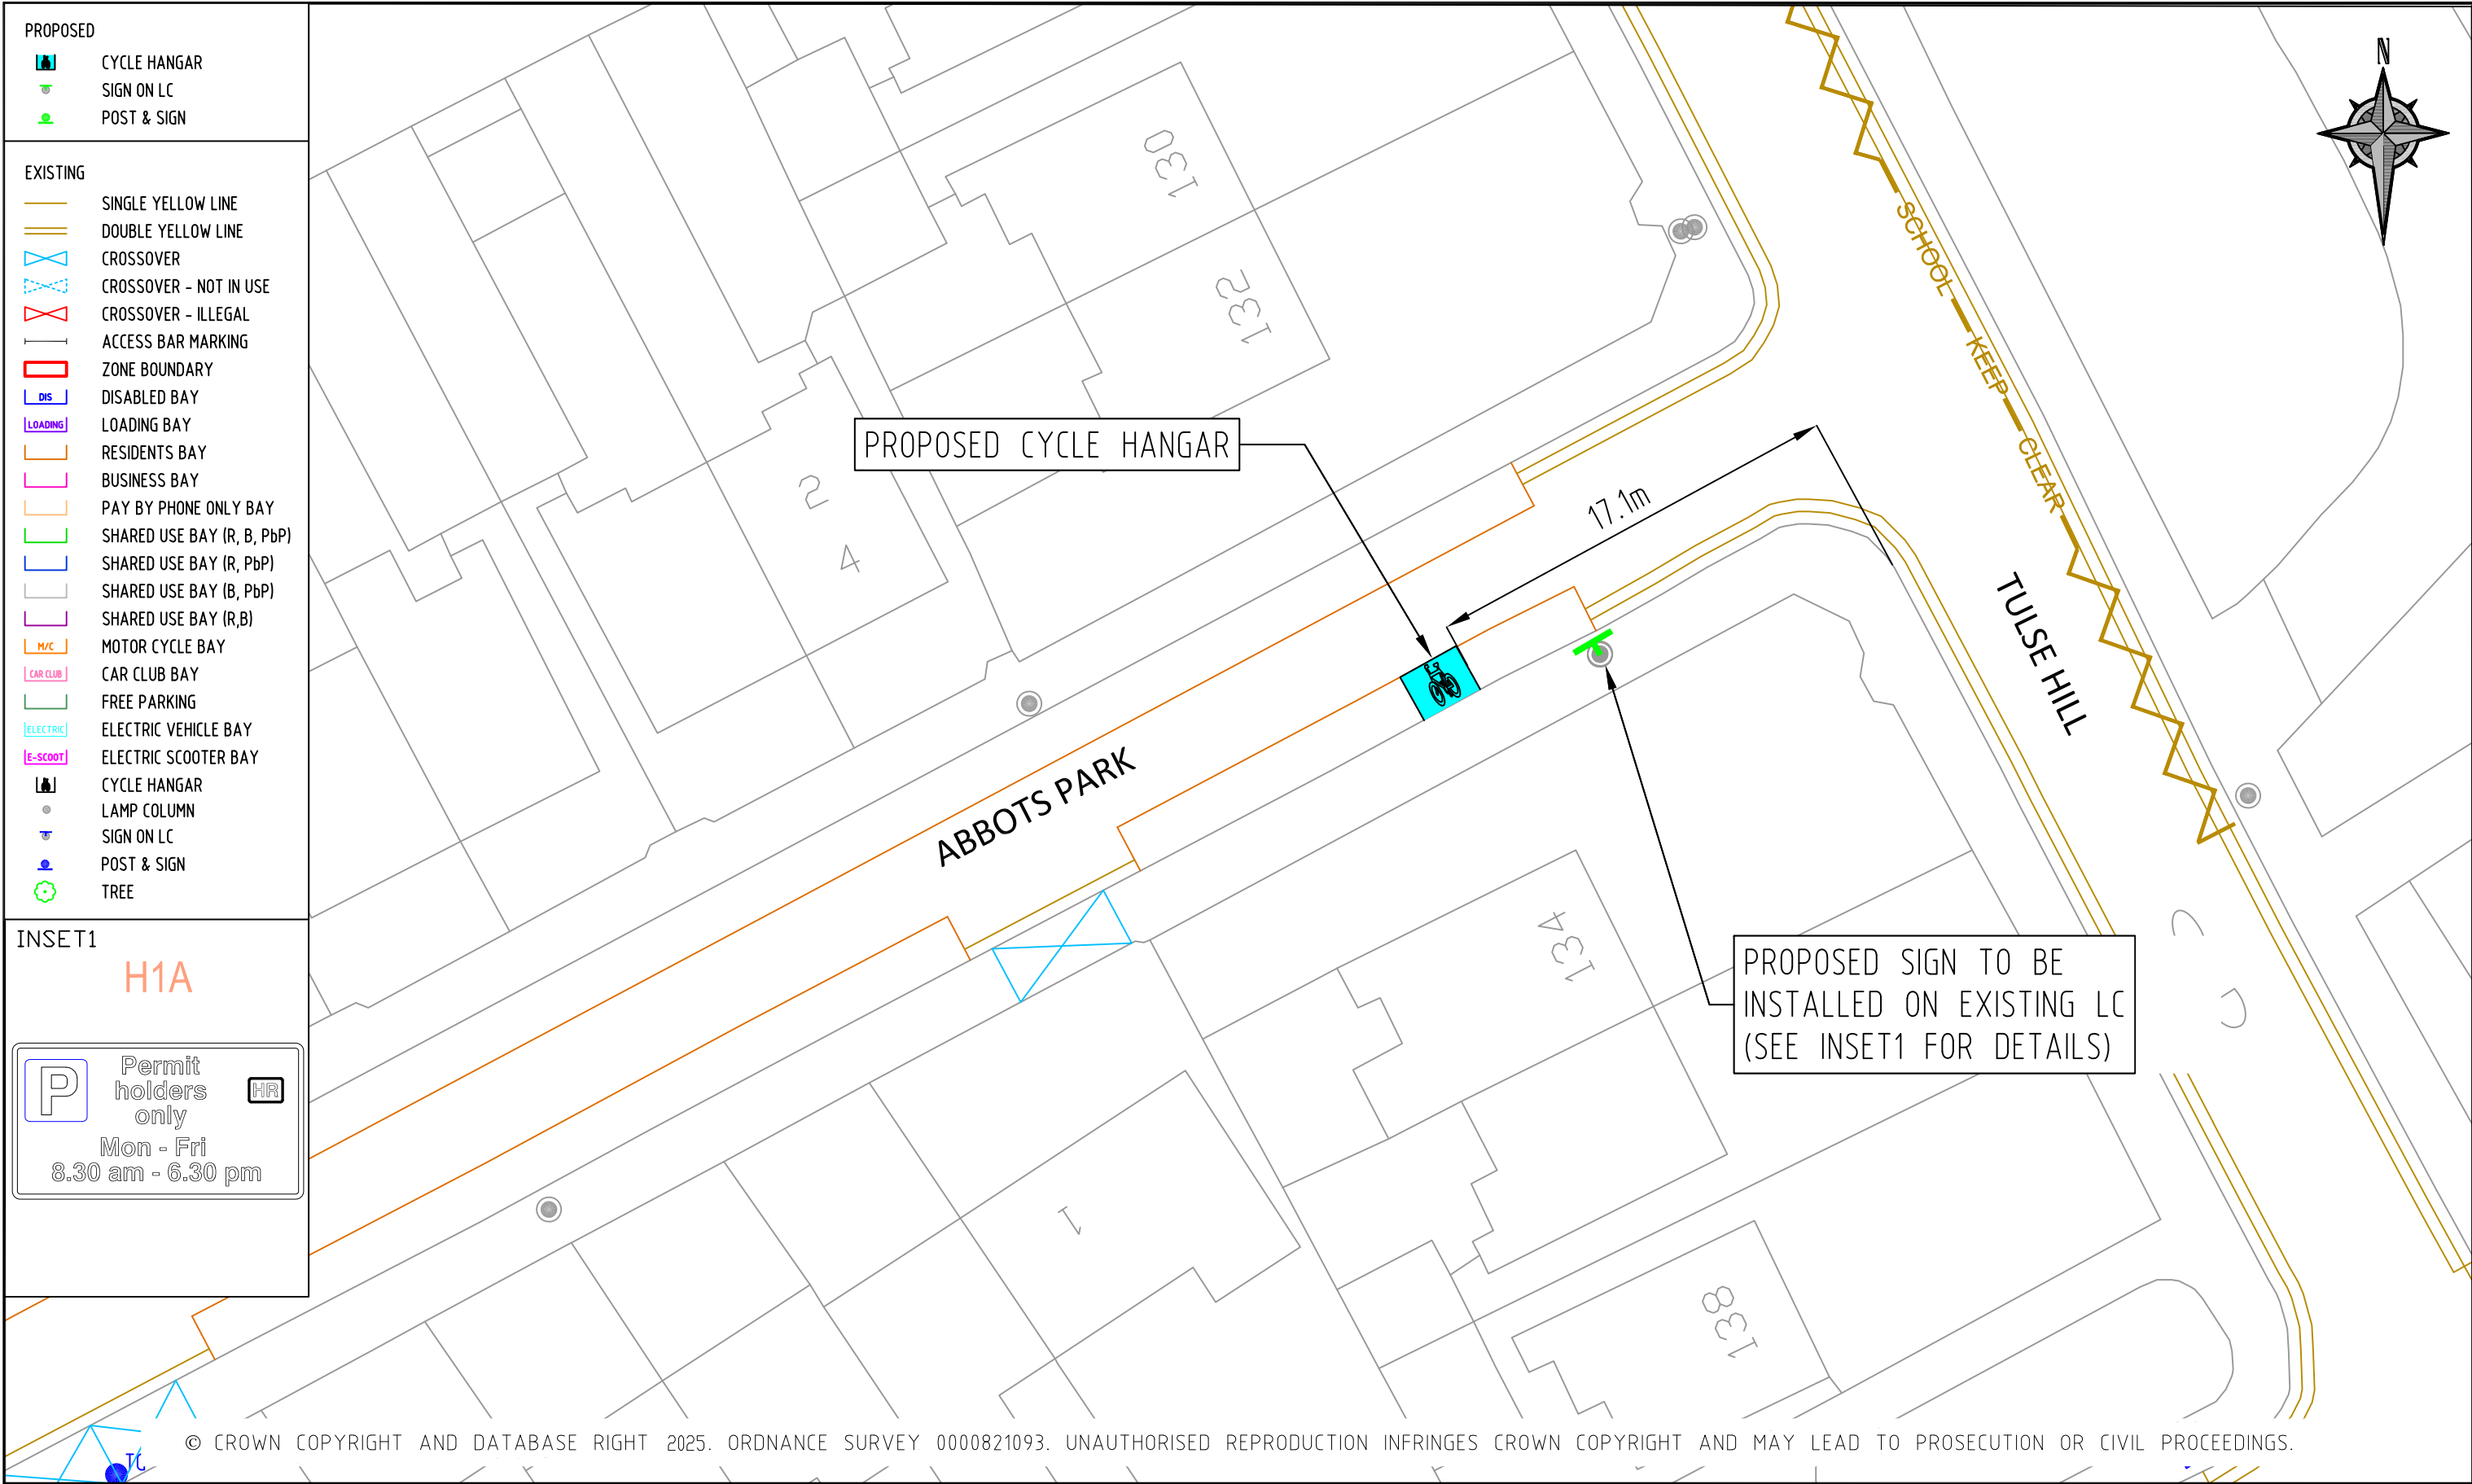 PROPOSED
CYCLE HANGAR
SIGN ON LC
POST & SIGN
EXISTING
SINGLE YELLOW LINE
DOUBLE YELLOW LINE
CROSSOVER
CROSSOVER - NOT IN USE
CROSSOVER - ILLEGAL
ACCESS BAR MARKING
ZONE BOUNDARY
DIS DISABLED BAY
LOADING LOADING BAY
RESIDENTS BAY
BUSINESS BAY
PAY BY PHONE ONLY BAY
SHARED USE BAY (R, B, PbP)
SHARED USE BAY (R, PbP)
SHARED USE BAY (B, PbP)
SHARED USE BAY (R,B)
M/C MOTOR CYCLE BAY
CAR CLUB CAR CLUB BAY
FREE PARKING
ELECTRIC ELECTRIC VEHICLE BAY
E-SCOOT ELECTRIC SCOOTER BAY
CYCLE HANGAR
LAMP COLUMN
SIGN ON LC
POST & SIGN
TREE
INSET1
H1A
P
Permit
holders
only
HR
Mon - Fri
8.30 am - 6.30 pm
N
130
132
2
4
PROPOSED CYCLE HANGAR
17.1m
SCHOOL KEEP CLEAR
TULSE HILL
ABBOTS PARK
134
PROPOSED SIGN TO BE
INSTALLED ON EXISTING LC
(SEE INSET1 FOR DETAILS)
1
138
© CROWN COPYRIGHT AND DATABASE RIGHT 2025. ORDNANCE SURVEY 0000821093. UNAUTHORISED REPRODUCTION INFRINGES CROWN COPYRIGHT AND MAY LEAD TO PROSECUTION OR CIVIL PROCEEDINGS.